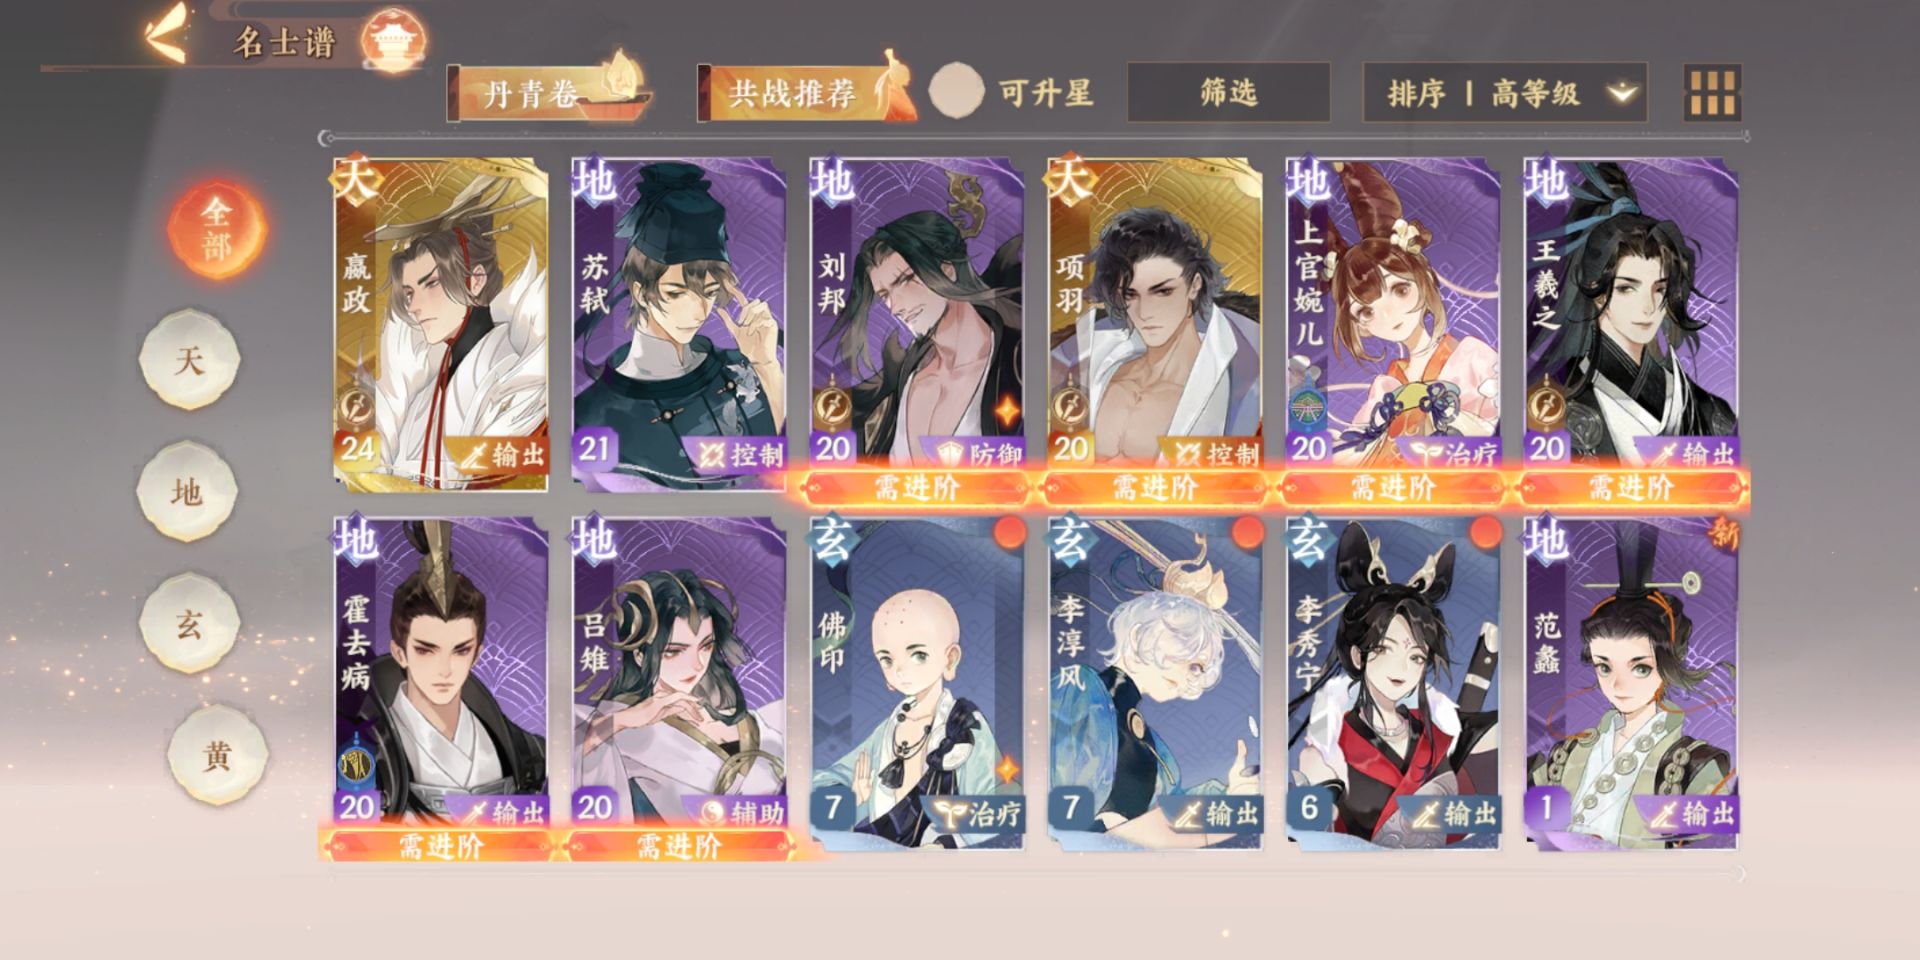 名士谱
丹青卷
共战推荐
可升星
筛选
排序 | 高等级
全部
天
地
玄
黄
天
嬴政
24
输出
地
苏轼
21
控制
地
刘邦
20
防御
需进阶
天
项羽
20
控制
需进阶
地
上官婉儿
20
治疗
需进阶
地
王羲之
20
输出
需进阶
地
霍去病
20
输出
需进阶
地
吕雉
20
辅助
需进阶
玄
佛印
7
治疗
玄
李淳风
7
输出
玄
李秀宁
6
输出
地
新
范蠡
1
输出